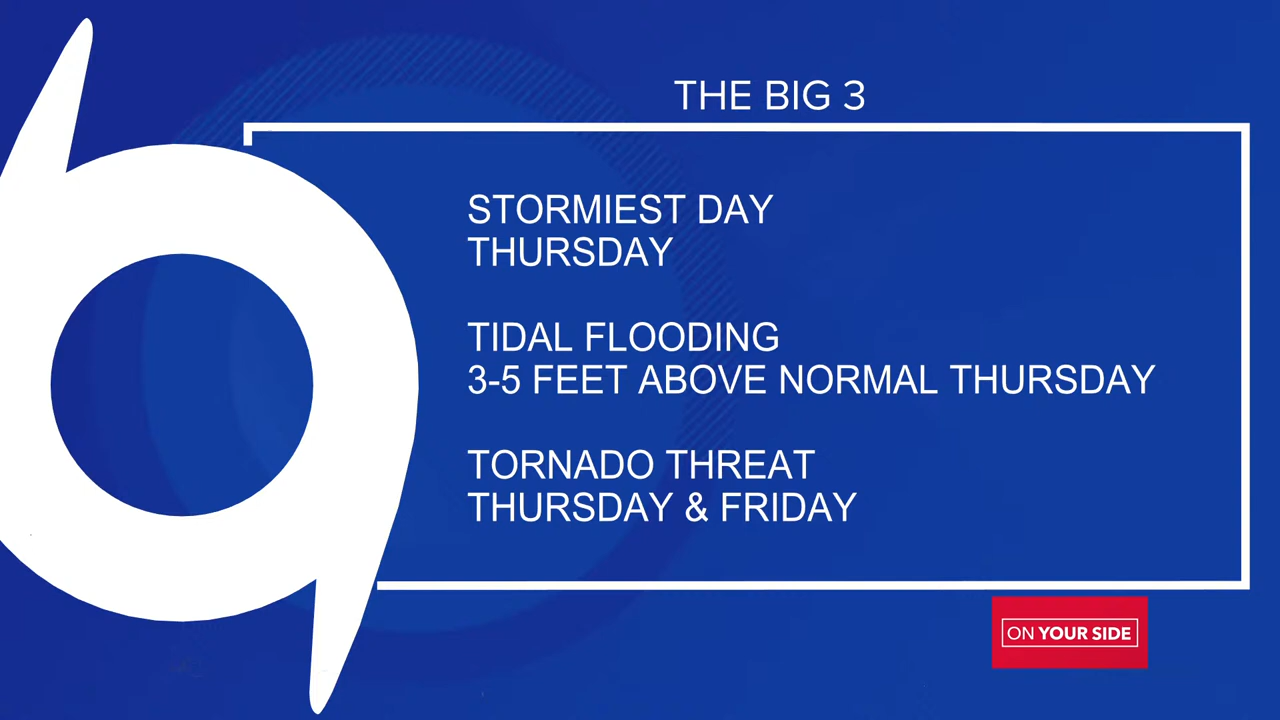 THE BIG 3
STORMIEST DAY
THURSDAY
TIDAL FLOODING
3-5 FEET ABOVE NORMAL THURSDAY
TORNADO THREAT
THURSDAY & FRIDAY
ON YOUR SIDE